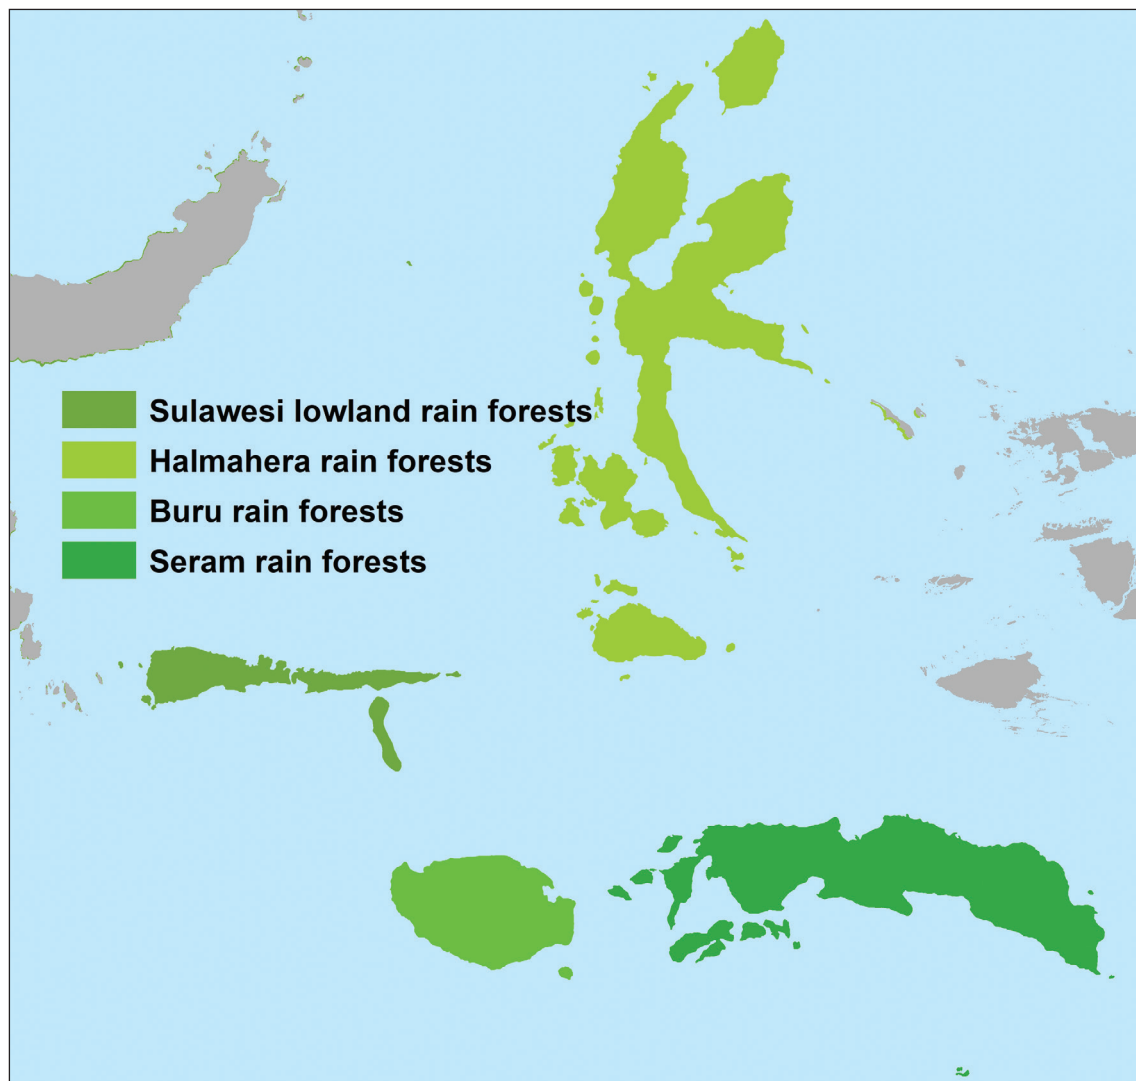 Sulawesi lowland rain forests
Halmahera rain forests
Buru rain forests
Seram rain forests